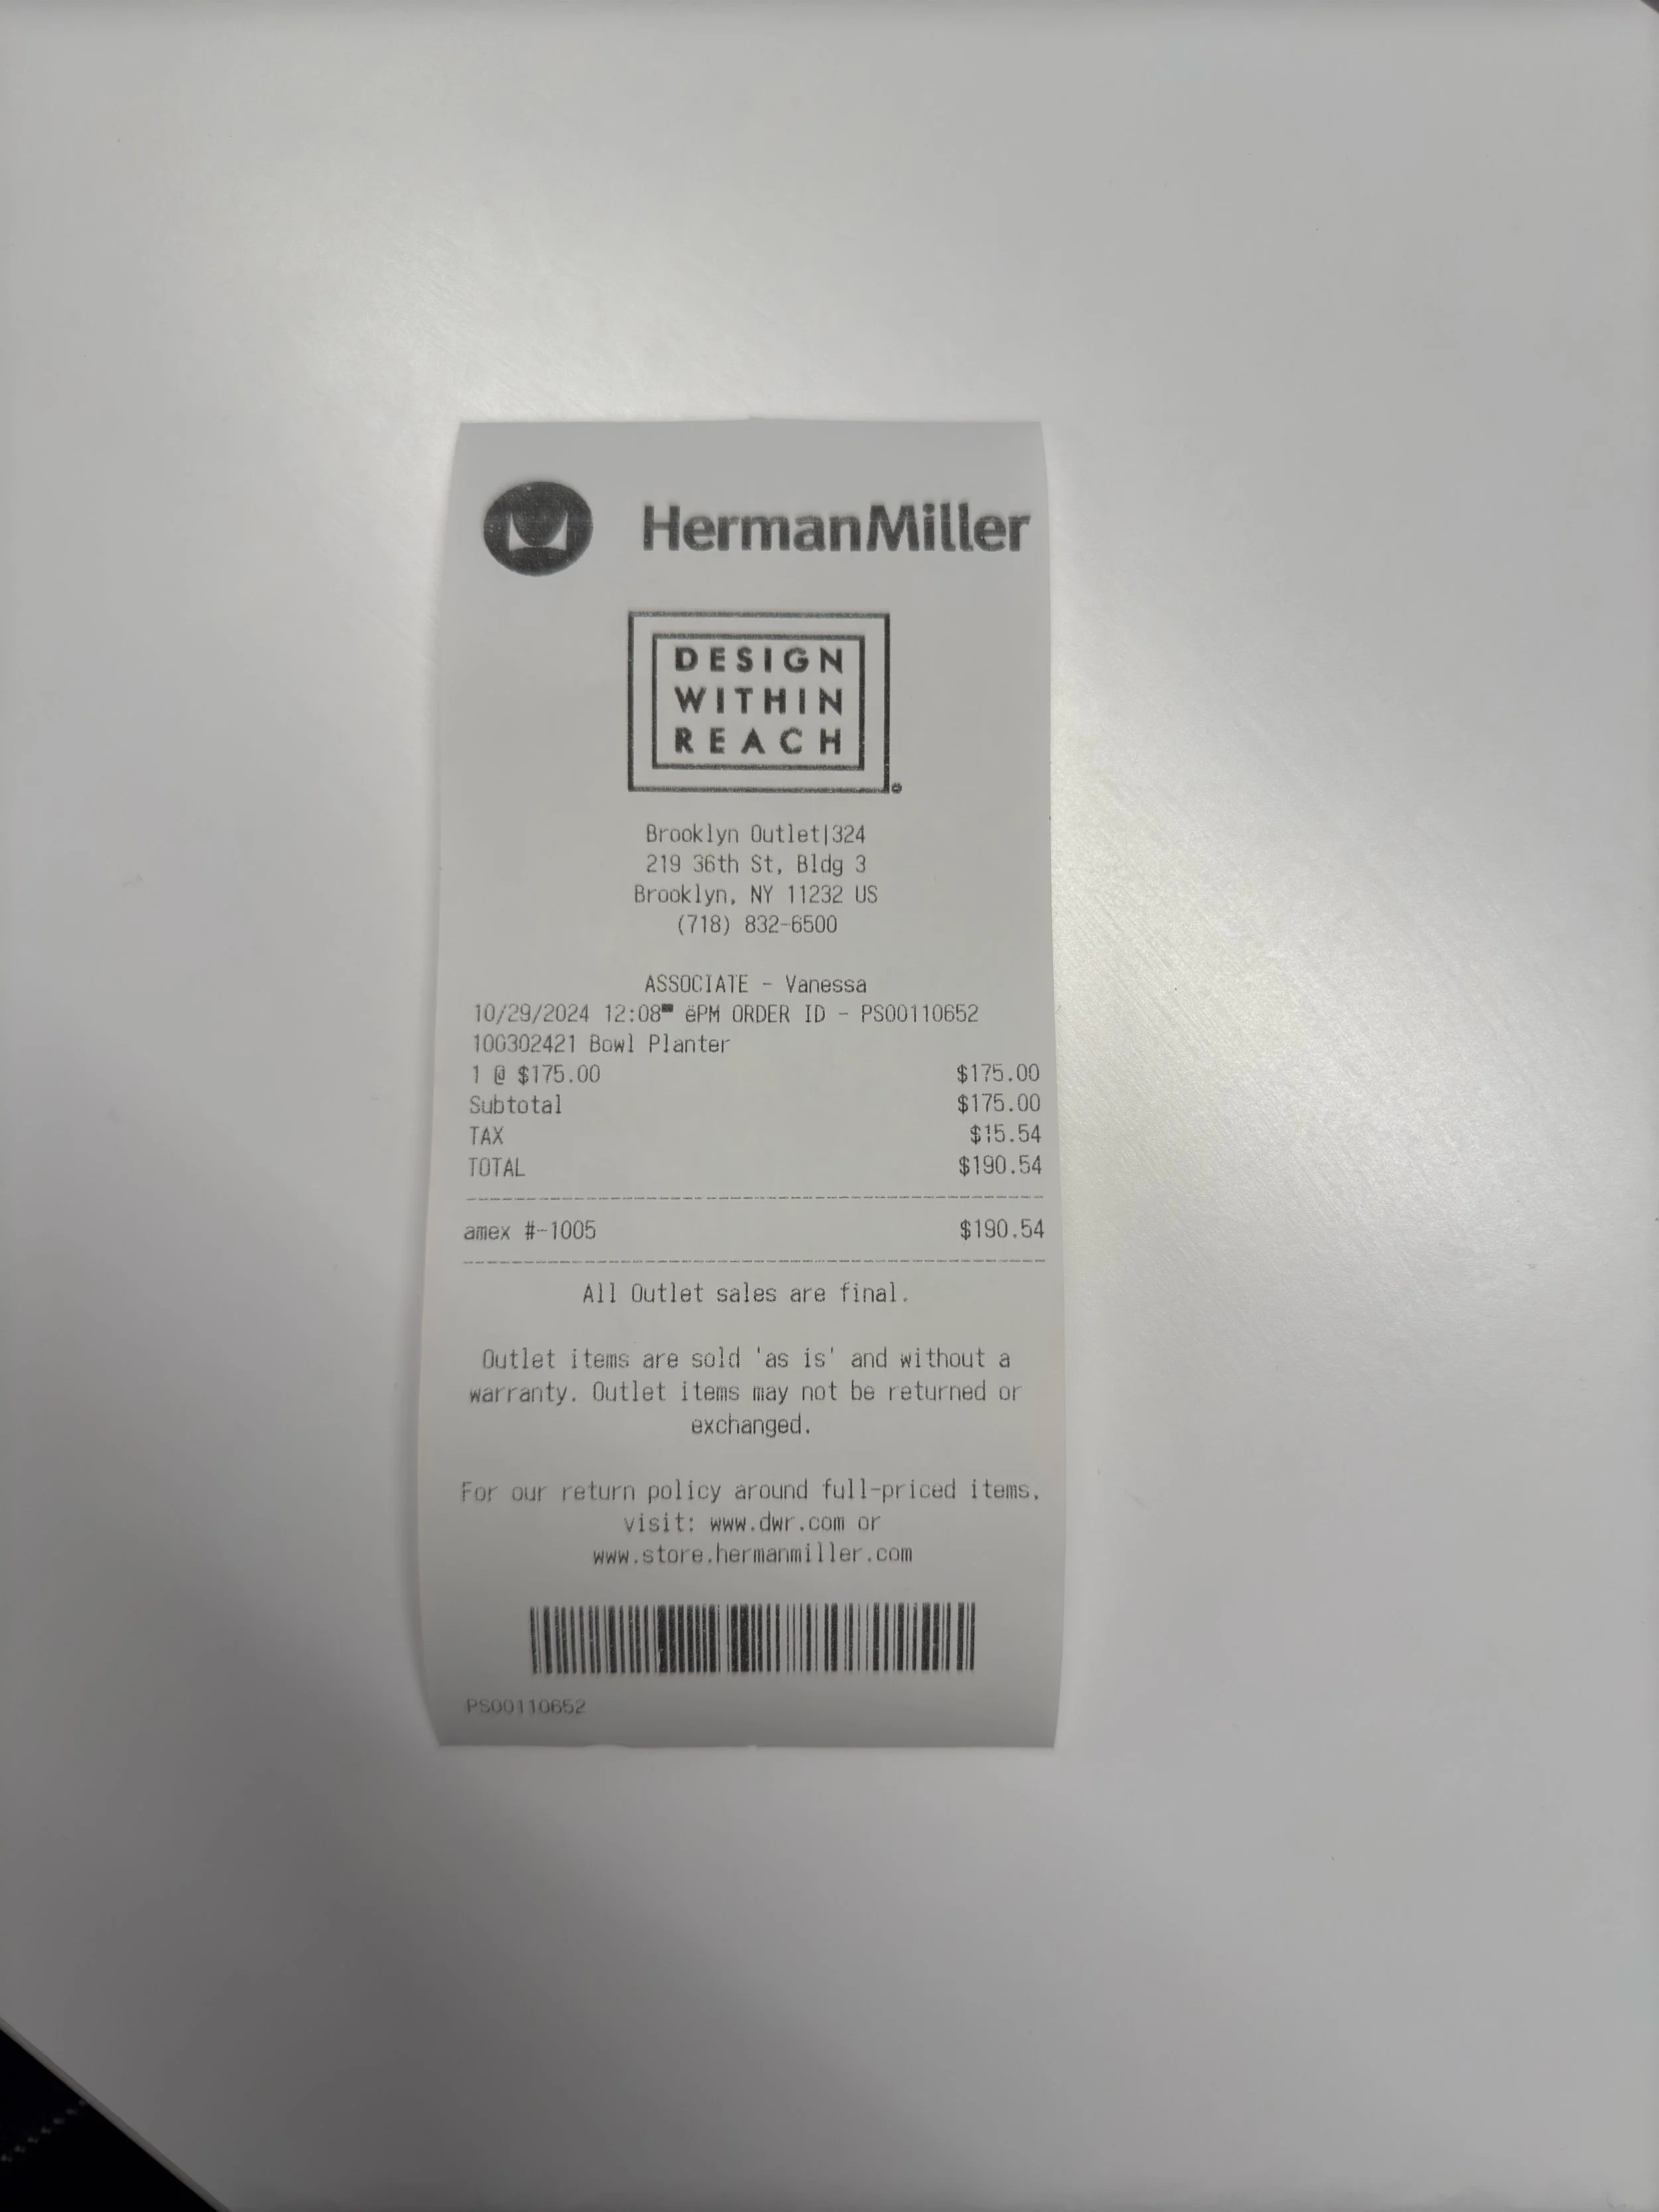 HermanMiller
DESIGN
WITHIN
REACH
Brooklyn Outlet|324
219 36th St, Bldg 3
Brooklyn, NY 11232 US
(718) 832-6500
ASSOCIATE - Vanessa
10/29/2024 12:08 ëPM ORDER ID - PS00110652
100302421 Bowl Planter
1 @ $175.00 $175.00
Subtotal $175.00
TAX $15.54
TOTAL $190.54
amex #-1005 $190.54
All Outlet sales are final.
Outlet items are sold 'as is' and without a
warranty. Outlet items may not be returned or
exchanged.
For our return policy around full-priced items,
visit: www.dwr.com or
www.store.hermanmiller.com
PS00110652